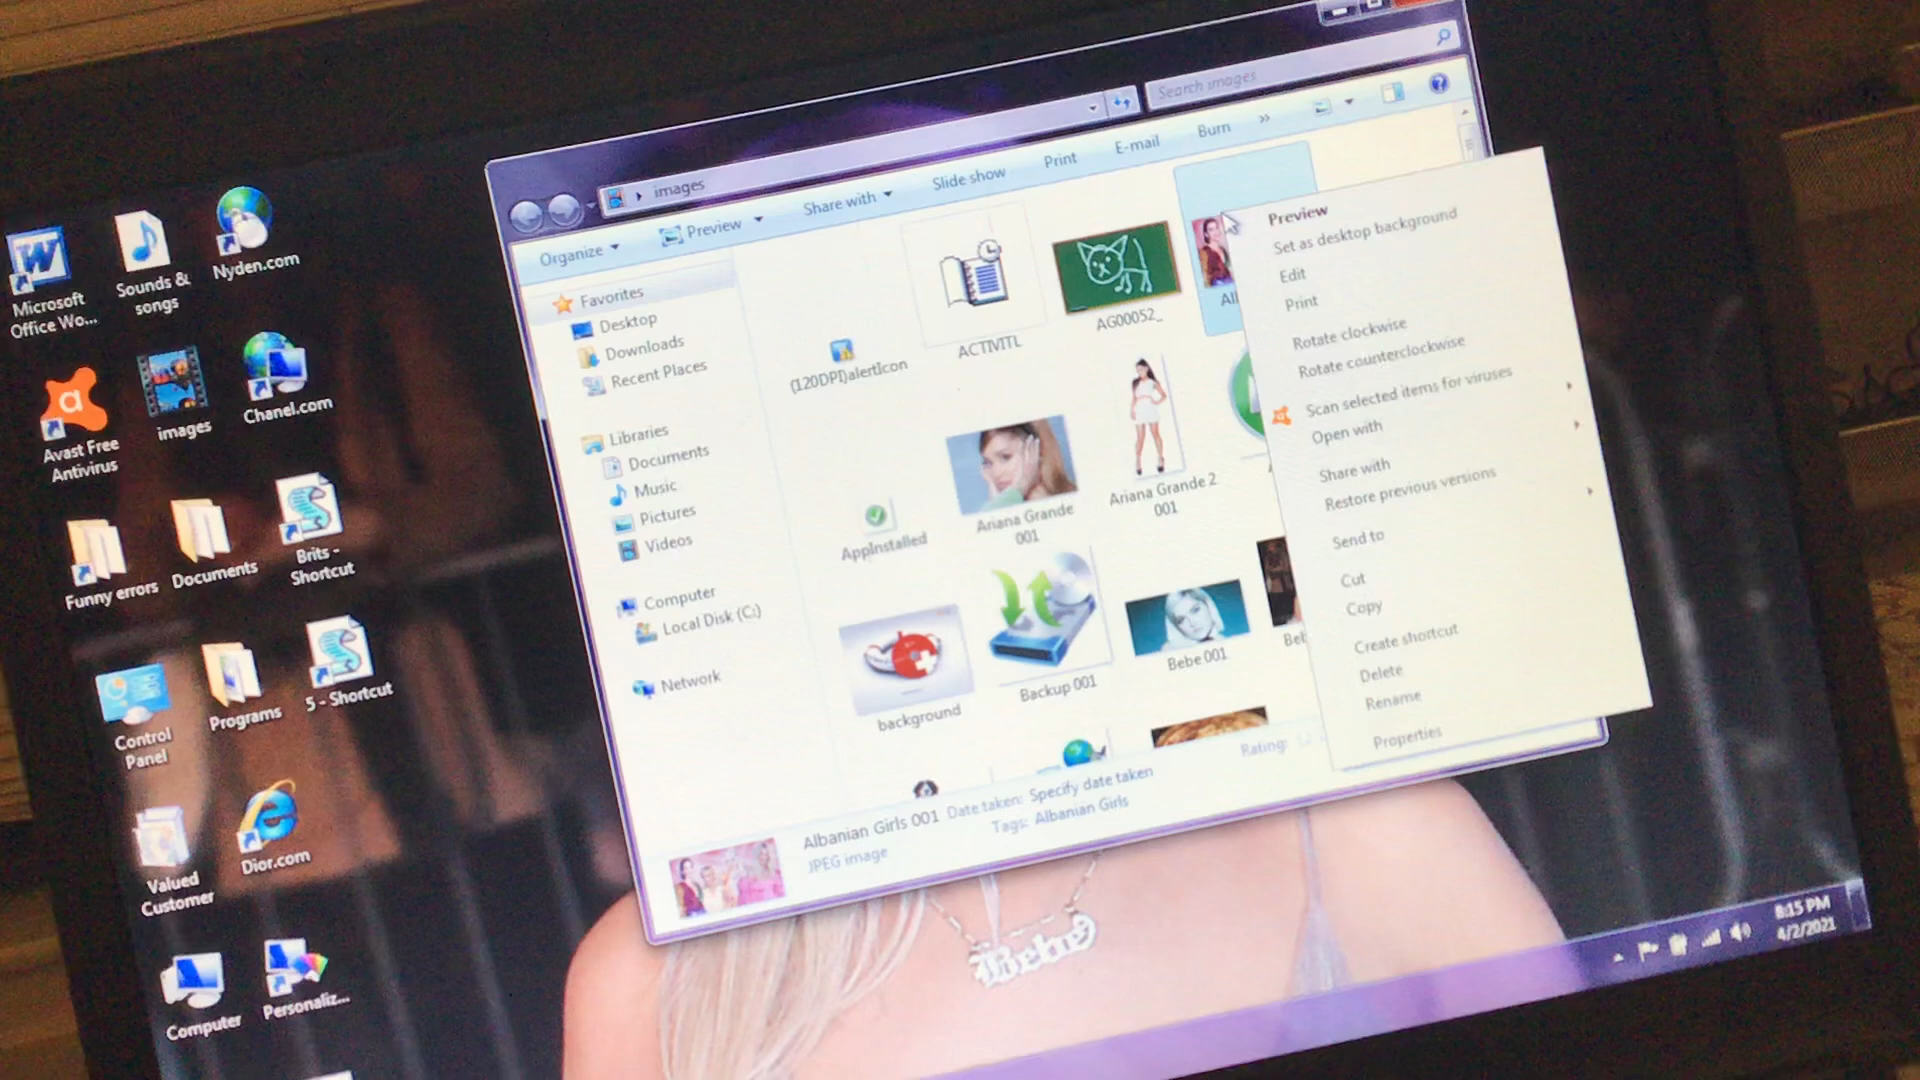 Microsoft
Office Wo...
Sounds &
songs
Nyden.com
Avast Free
Antivirus
images
Chanel.com
Funny errors
Documents
Brits -
Shortcut
Control
Panel
Programs
5 - Shortcut
Valued
Customer
Dior.com
Computer
Personaliz...
images
Search images
Organize
Preview
Share with
Slide show
Print
E-mail
Burn
»
Favorites
Desktop
Downloads
Recent Places
Libraries
Documents
Music
Pictures
Videos
Computer
Local Disk (C:)
Network
(120DPI)alertIcon
ACTIVITL
AG00052_
AppInstalled
Ariana Grande
001
Ariana Grande 2
001
background
Backup 001
Bebe 001
Albanian Girls 001
Date taken: Specify date taken
Rating:
JPEG image
Tags: Albanian Girls
Preview
Set as desktop background
Edit
Print
Rotate clockwise
Rotate counterclockwise
Scan selected items for viruses
Open with
Share with
Restore previous versions
Send to
Cut
Copy
Create shortcut
Delete
Rename
Properties
Bebe
8:15 PM
4/2/2021